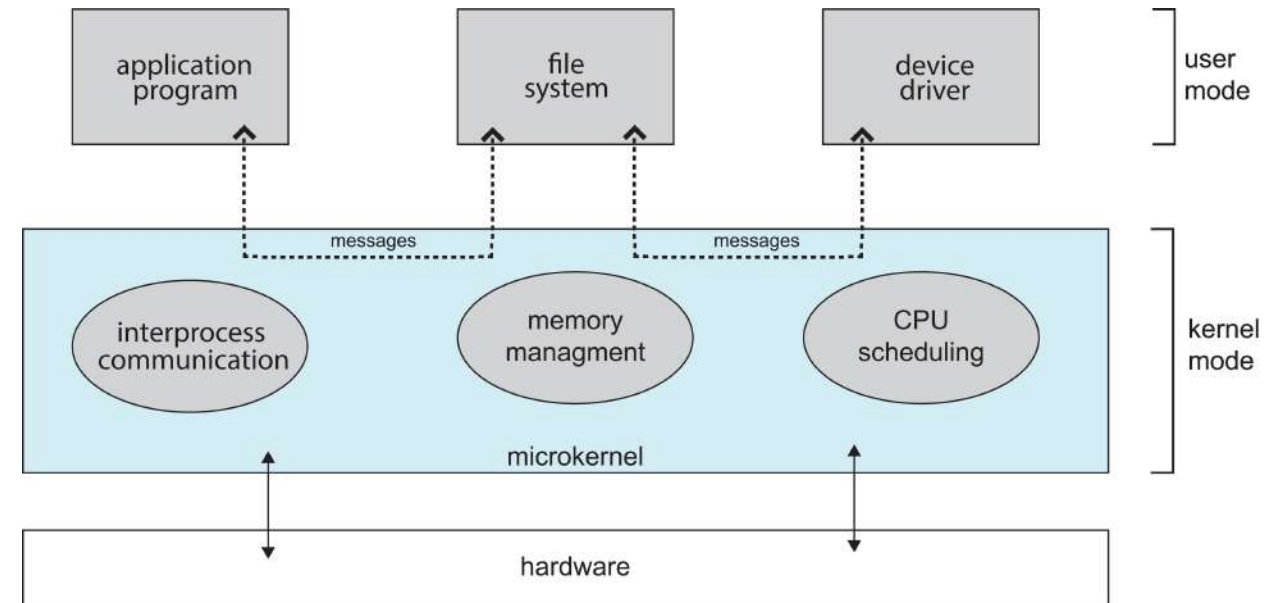 application
program
file
system
device
driver
user
mode
messages
messages
interprocess
communication
memory
managment
CPU
scheduling
kernel
mode
microkernel
hardware